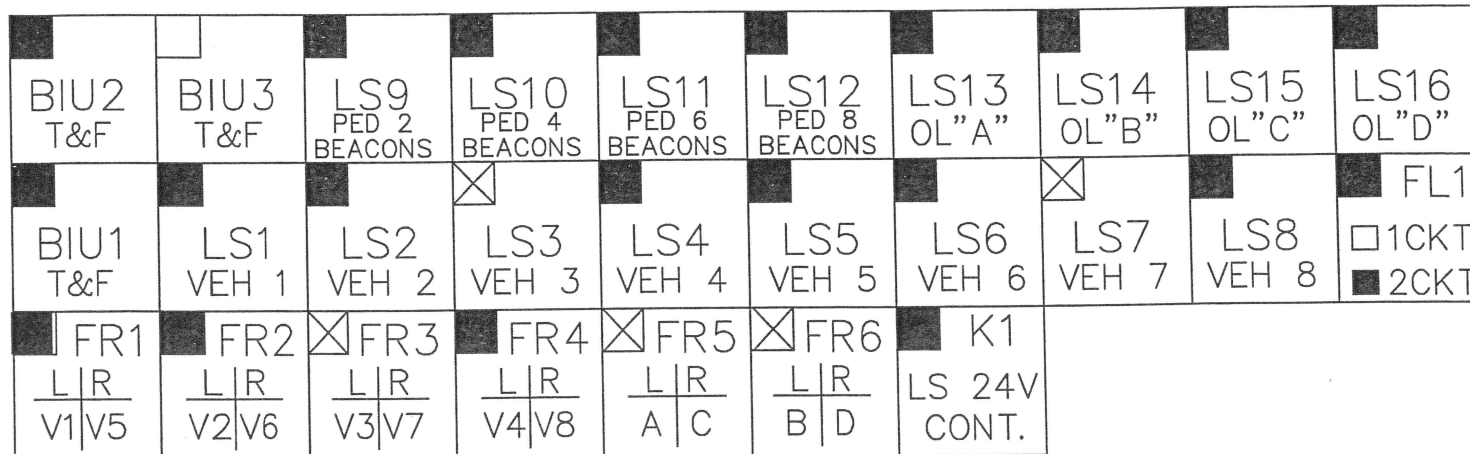 BIU2
T&F
BIU3
T&F
LS9
PED 2
BEACONS
LS10
PED 4
BEACONS
LS11
PED 6
BEACONS
LS12
PED 8
BEACONS
LS13
OL"A"
LS14
OL"B"
LS15
OL"C"
LS16
OL"D"
BIU1
T&F
LS1
VEH 1
LS2
VEH 2
LS3
VEH 3
LS4
VEH 4
LS5
VEH 5
LS6
VEH 6
LS7
VEH 7
LS8
VEH 8
FL1
1CKT
2CKT
FR1
L R
V1 V5
FR2
L R
V2 V6
FR3
L R
V3 V7
FR4
L R
V4 V8
FR5
L R
A C
FR6
L R
B D
K1
LS 24V
CONT.